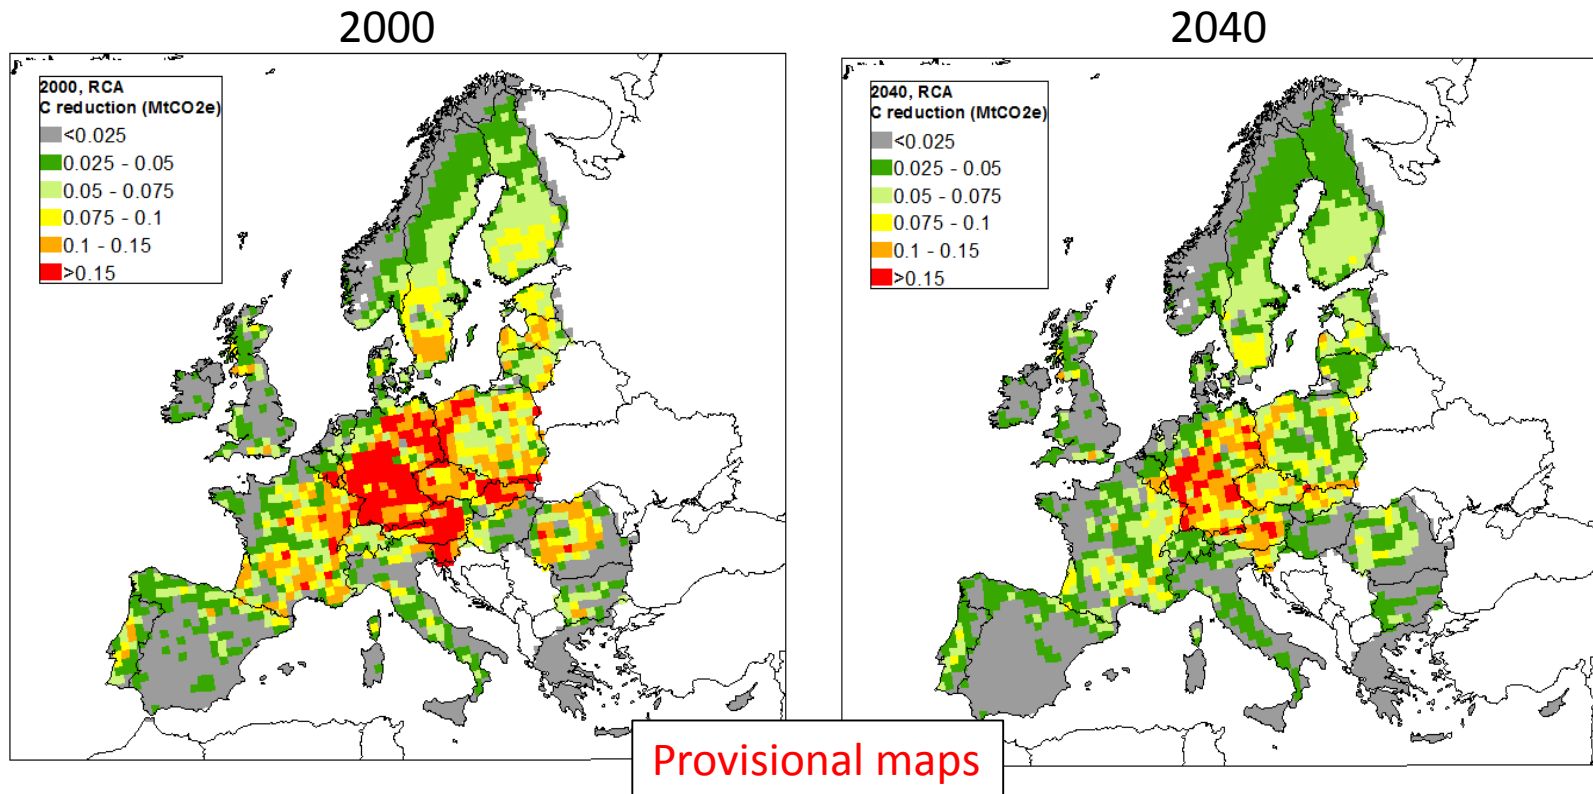 2000
2040
2000, RCA
C reduction (MtCO2e)
<0.025
0.025 - 0.05
0.05 - 0.075
0.075 - 0.1
0.1 - 0.15
>0.15
2040, RCA
C reduction (MtCO2e)
<0.025
0.025 - 0.05
0.05 - 0.075
0.075 - 0.1
0.1 - 0.15
>0.15
Provisional maps